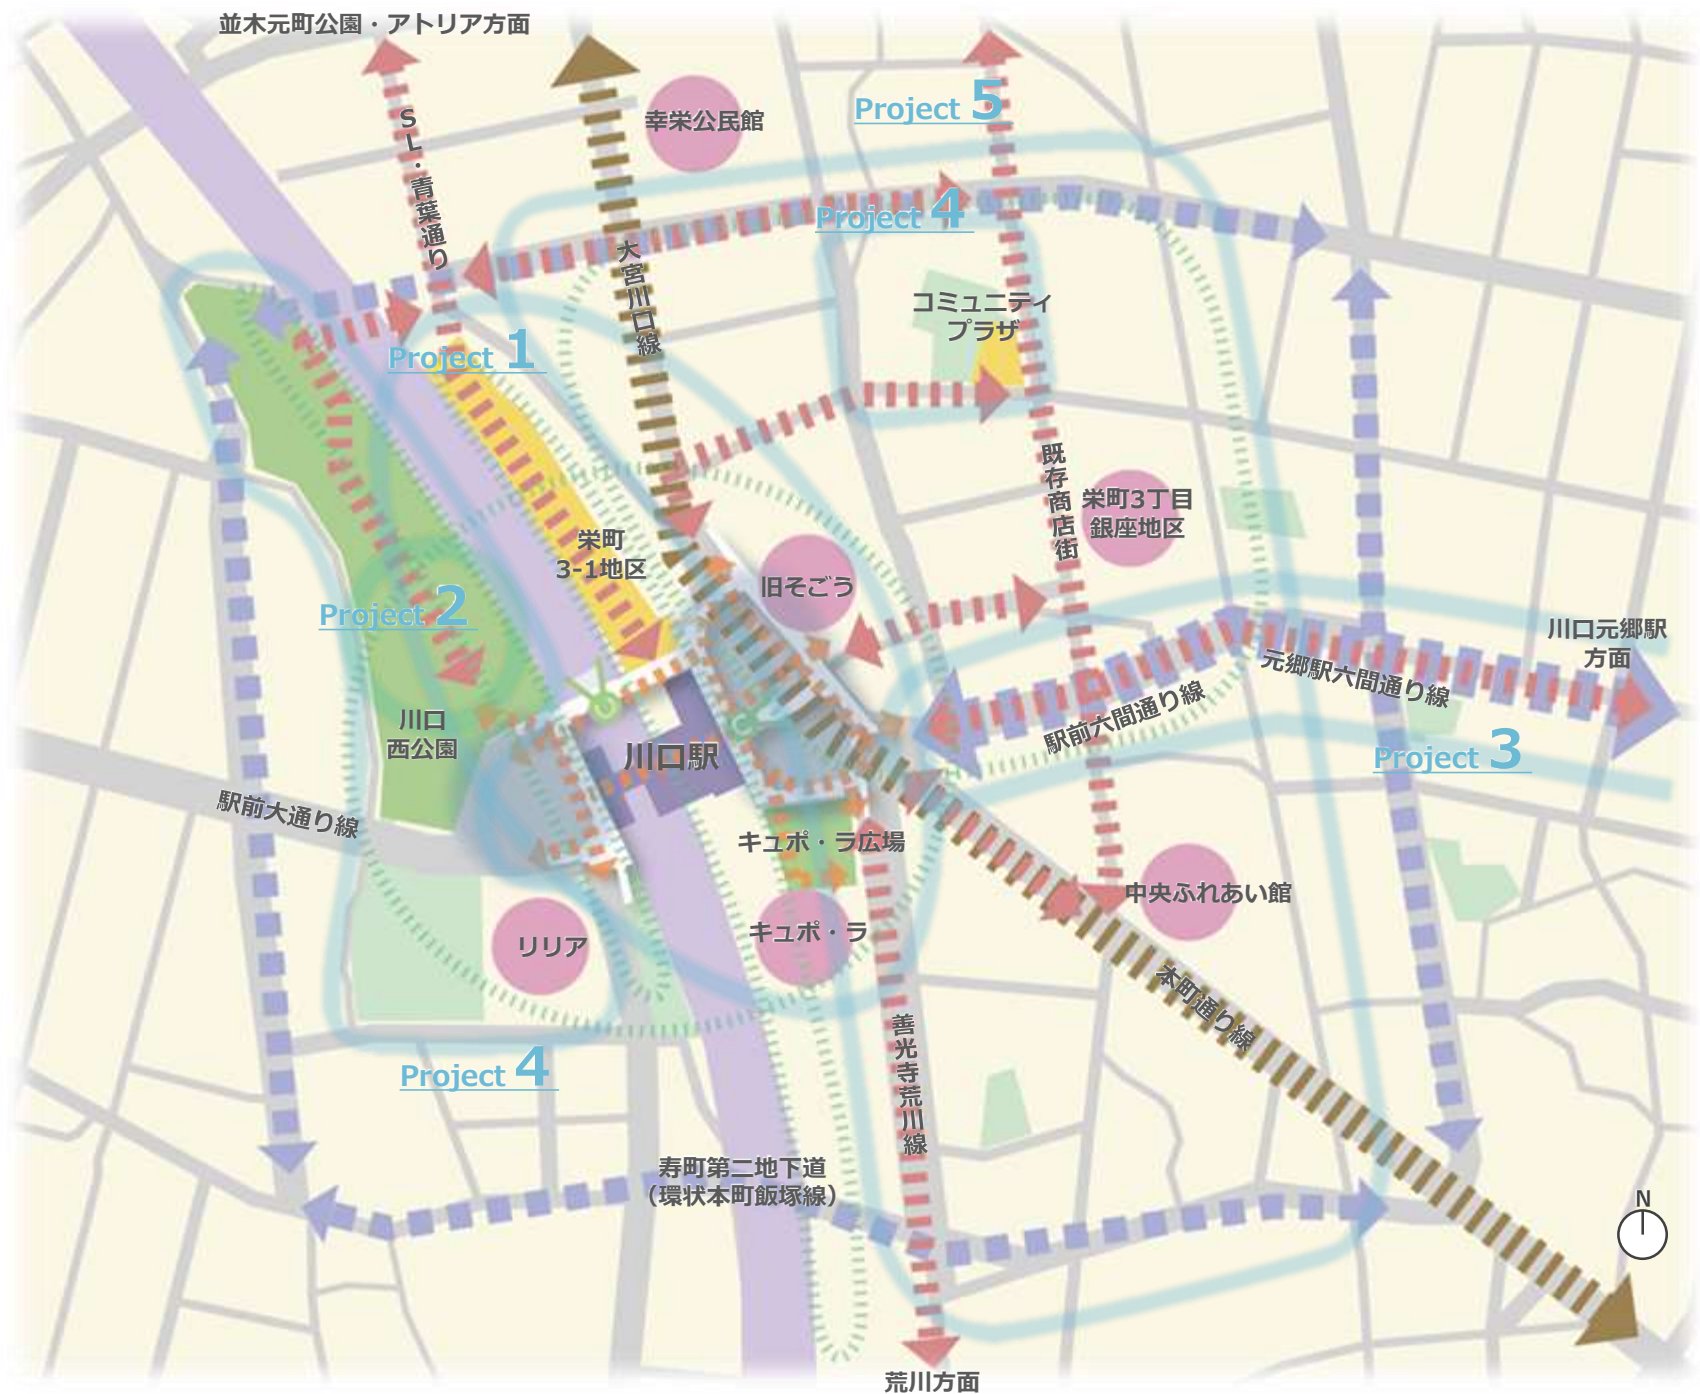 並木元町公園・アトリア方面
SL・青葉通り
幸栄公民館
Project 5
Project 4
大宮川口線
コミュニティ
プラザ
Project 1
既存商店街
栄町3丁目
銀座地区
栄町
3-1地区
旧そごう
Project 2
川口元郷駅
方面
元郷駅六間通り線
駅前六間通り線
川口
西公園
川口駅
Project 3
駅前大通り線
キュポ・ラ広場
中央ふれあい館
リリア
キュポ・ラ
本町通り線
善光寺荒川線
Project 4
寿町第二地下道
（環状本町飯塚線）
N
荒川方面